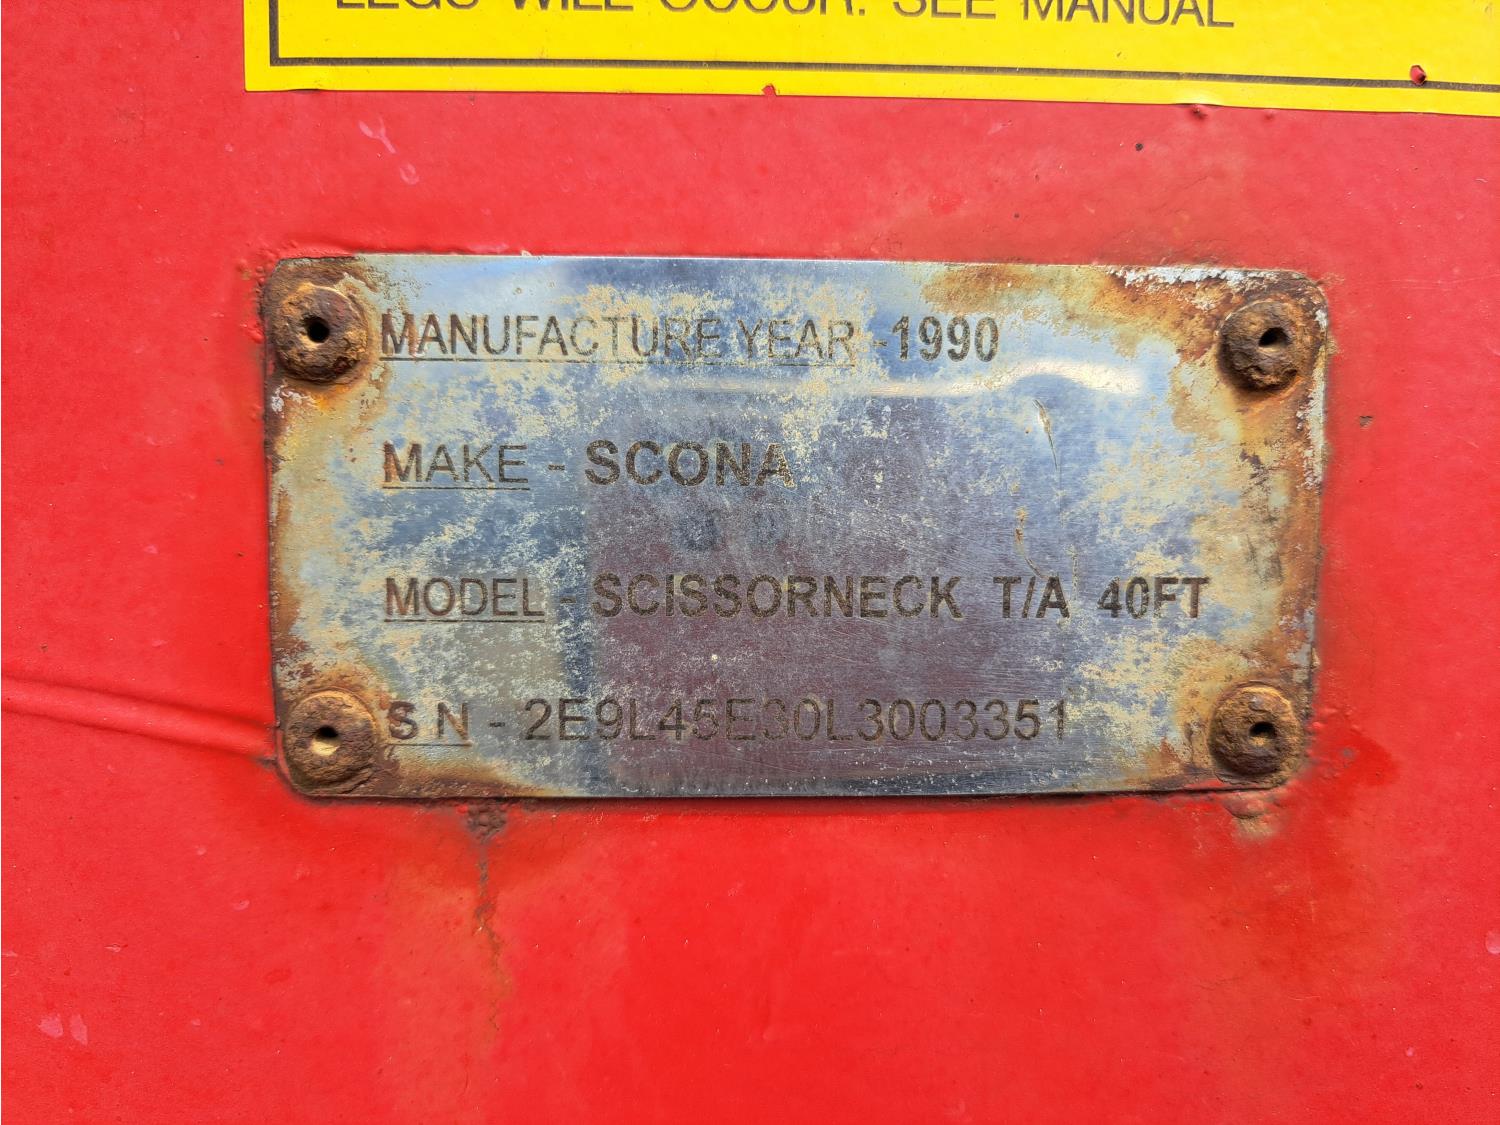 LEGS WILL OCCUR. SEE MANUAL
MANUFACTURE YEAR -1990
MAKE - SCONA
MODEL - SCISSORNECK T/A 40FT
S N - 2E9L45E30L3003351